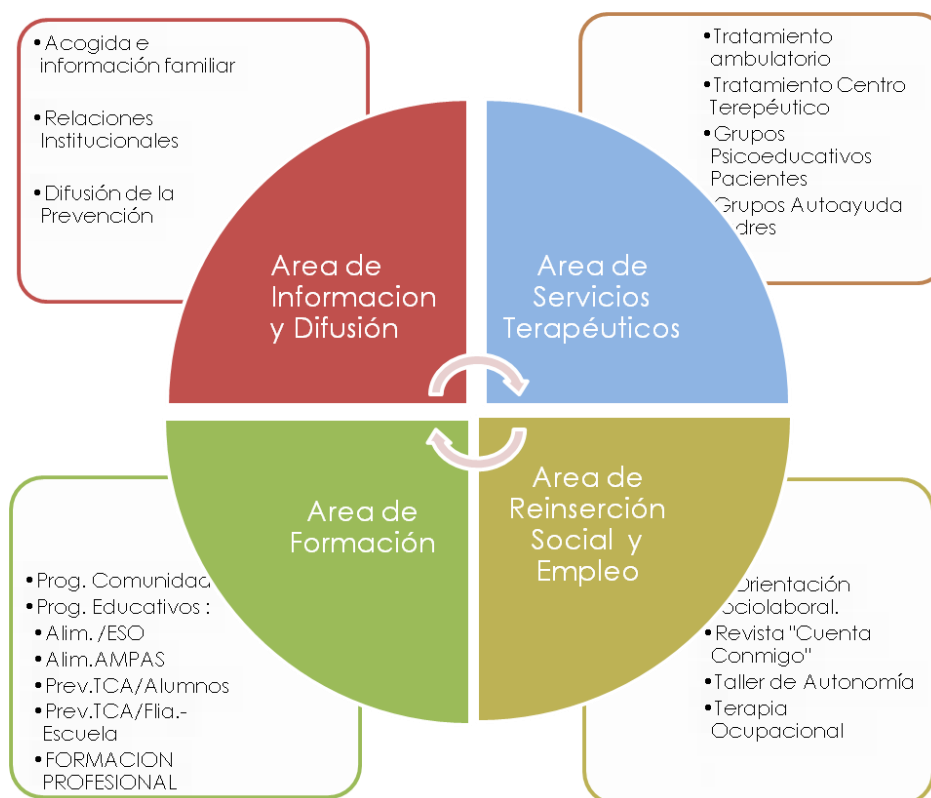 • Acogida e
información familiar
• Relaciones
Institucionales
• Difusión de la
Prevención
• Tratamiento
ambulatorio
• Tratamiento Centro
Terepéutico
• Grupos
Psicoeducativos
Pacientes
Grupos Autoayuda
dres
Area de
Informacion
y Difusión
Area de
Servicios
Terapéuticos
Area de
Formación
Area de
Reinserción
Social y
Empleo
• Prog. Comunidad
• Prog. Educativos :
• Alim. /ESO
• Alim.AMPAS
• Prev.TCA/Alumnos
• Prev.TCA/Flia.-
Escuela
• FORMACION
PROFESIONAL
Orientación
ociolaboral.
• Revista "Cuenta
Conmigo"
• Taller de Autonomía
• Terapia
Ocupacional